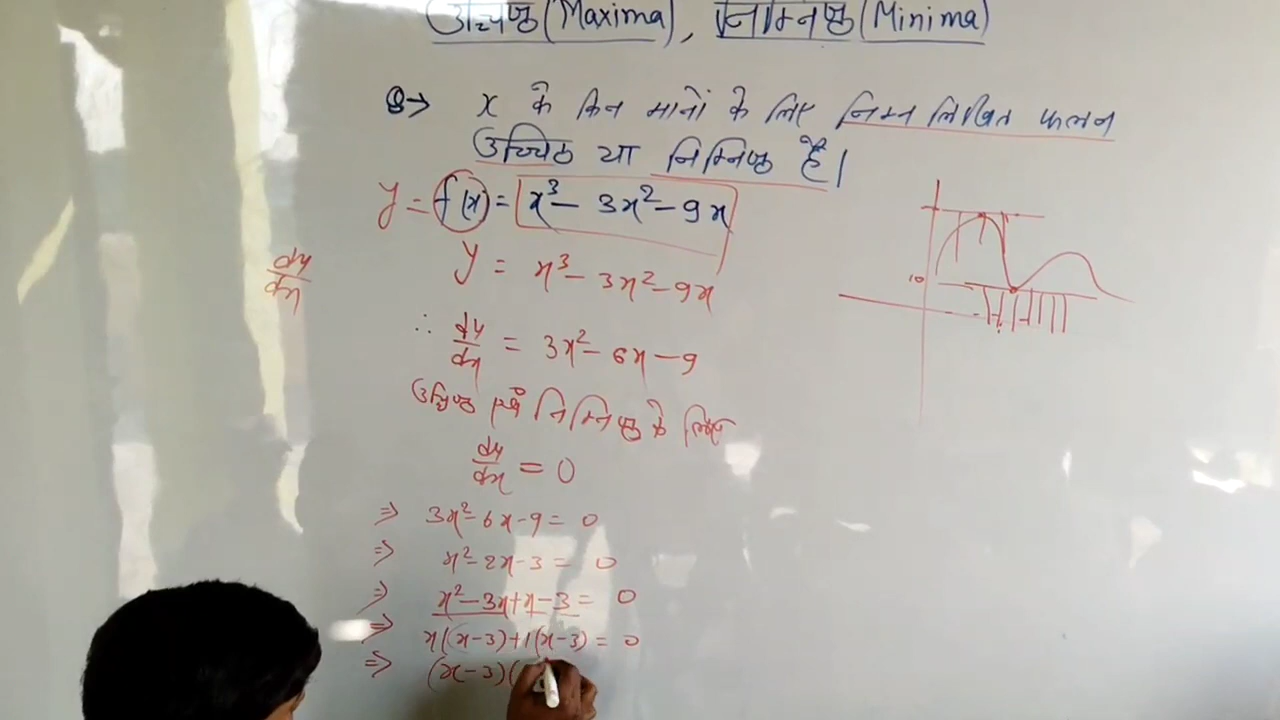 उच्चिष्ठ (Maxima), निम्निष्ठ (Minima)
Q→ x के किन मानों के लिए निम्न लिखित फलन
उच्चिष्ठ या निम्निष्ठ है।
y = f(x) = x³ - 3x² - 9x
dy/dx
y = x³ - 3x² - 9x
10
∴ dy/dx = 3x² - 6x - 9
उच्चिष्ठ एवं निम्निष्ठ के लिए
dy/dx = 0
⇒ 3x² - 6x - 9 = 0
⇒ x² - 2x - 3 = 0
⇒ x² - 3x + x - 3 = 0
⇒ x(x-3) + 1(x-3) = 0
⇒ (x-3)(